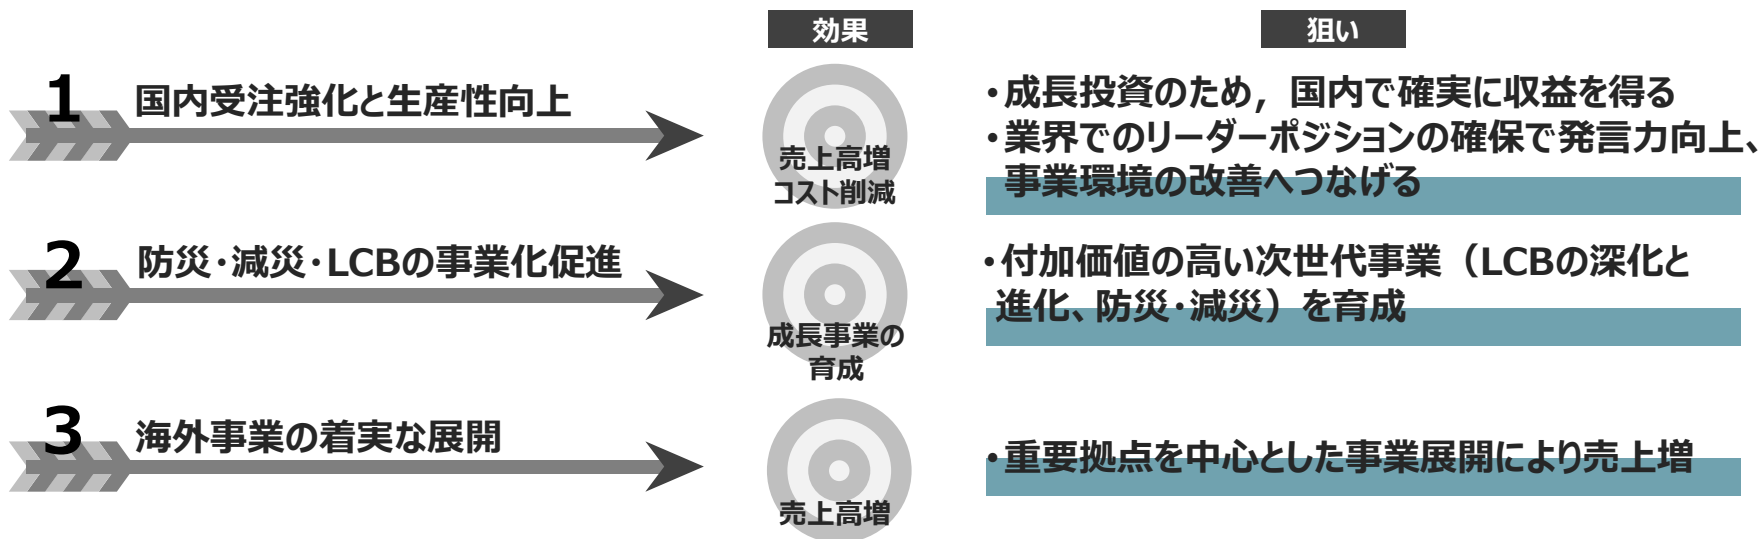 効果
狙い
1
国内受注強化と生産性向上
売上高増
コスト削減
・成長投資のため，国内で確実に収益を得る
・業界でのリーダーポジションの確保で発言力向上、
事業環境の改善へつなげる
2
防災・減災・LCBの事業化促進
成長事業の
育成
・付加価値の高い次世代事業（LCBの深化と
進化、防災・減災）を育成
3
海外事業の着実な展開
売上高増
・重要拠点を中心とした事業展開により売上増